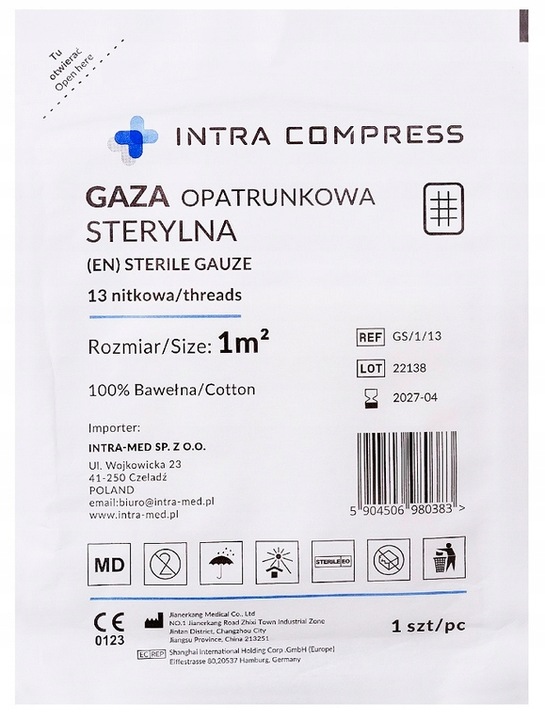 Tu
otwierać
Open here
INTRA COMPRESS
GAZA OPATRUNKOWA
STERYLNA
(EN) STERILE GAUZE
13 nitkowa/threads
Rozmiar/Size: 1m²
100% Bawełna/Cotton
REF GS/1/13
LOT 22138
2027-04
Importer:
INTRA-MED SP. Z O.O.
Ul. Wojkowicka 23
41-250 Czeladź
POLAND
email:biuro@intra-med.pl
www.intra-med.pl
5 904506 980383 >
MD
2
STERILE EO
CE
0123
Jianerkang Medical Co., Ltd
NO.1 Jianerkang Road Zhixi Town Industrial Zone
Jintan District, Changzhou City
Jiangsu Province, China 213251
EC REP Shanghai International Holding Corp .GmbH (Europe)
Eiffestrasse 80,20537 Hamburg, Germany
1 szt/pc